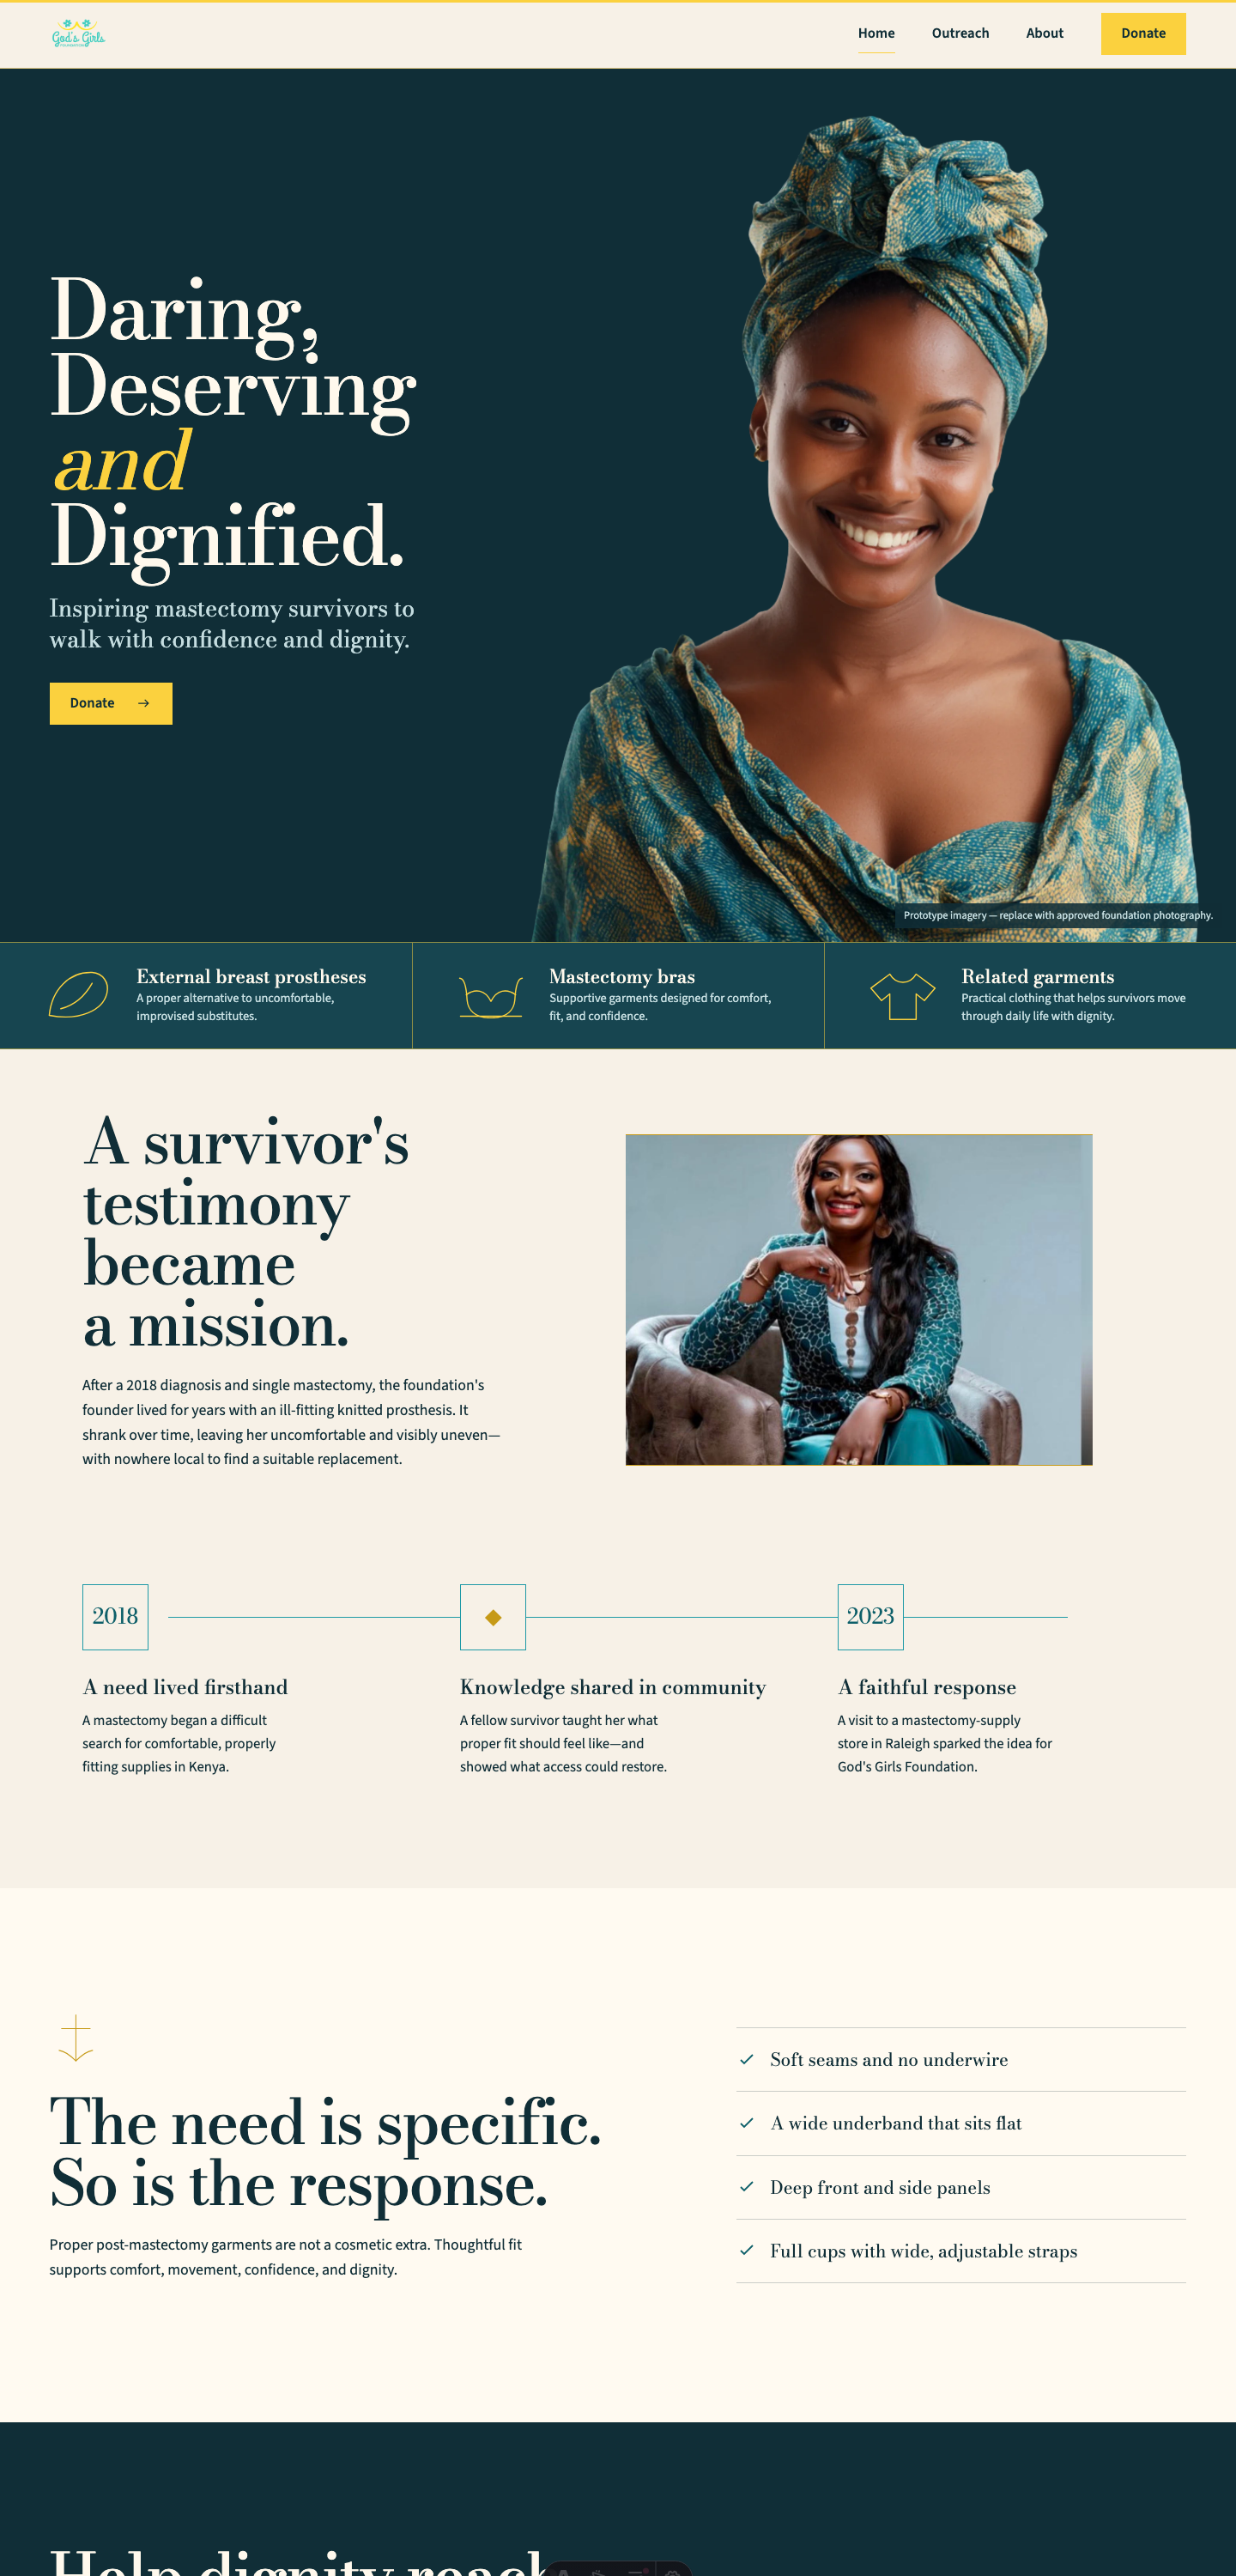 God's Girls
Home
Outreach
About
Donate
Daring,
Deserving
and
Dignified.
Inspiring mastectomy survivors to
walk with confidence and dignity.
Donate →
Prototype imagery — replace with approved foundation photography.
External breast prostheses
A proper alternative to uncomfortable,
improvised substitutes.
Mastectomy bras
Supportive garments designed for comfort,
fit, and confidence.
Related garments
Practical clothing that helps survivors move
through daily life with dignity.
A survivor's
testimony
became
a mission.
After a 2018 diagnosis and single mastectomy, the foundation's
founder lived for years with an ill-fitting knitted prosthesis. It
shrank over time, leaving her uncomfortable and visibly uneven—
with nowhere local to find a suitable replacement.
2018
A need lived firsthand
A mastectomy began a difficult
search for comfortable, properly
fitting supplies in Kenya.
Knowledge shared in community
A fellow survivor taught her what
proper fit should feel like—and
showed what access could restore.
2023
A faithful response
A visit to a mastectomy-supply
store in Raleigh sparked the idea for
God's Girls Foundation.
The need is specific.
So is the response.
Proper post-mastectomy garments are not a cosmetic extra. Thoughtful fit
supports comfort, movement, confidence, and dignity.
Soft seams and no underwire
A wide underband that sits flat
Deep front and side panels
Full cups with wide, adjustable straps
Help dignity reach